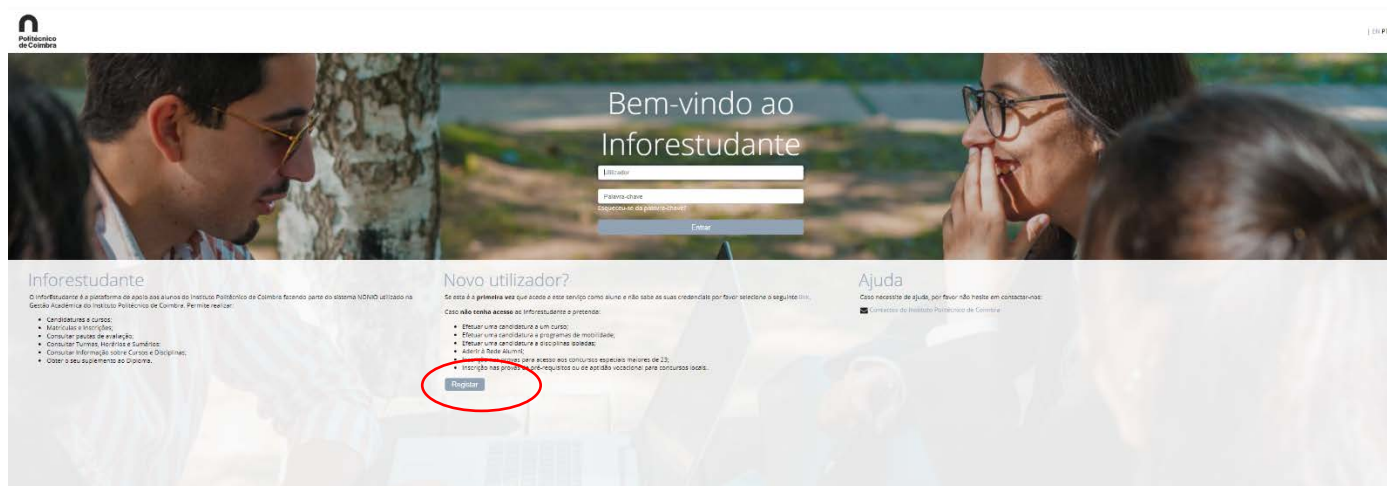 Politécnico
de Coimbra
| EN PT
Bem-vindo ao
Inforestudante
Utilizador
Palavra-chave
Esqueceu-se da palavra-chave?
Entrar
Inforestudante
O InforEstudante é a plataforma de apoio aos alunos do Instituto Politécnico de Coimbra fazendo parte do sistema NONIO utilizado na
Gestão Académica do Instituto Politécnico de Coimbra. Permite realizar:
Candidaturas a cursos;
Matrículas e Inscrições;
Consultar pautas de avaliação;
Consultar Turmas, Horários e Sumários;
Consultar Informação sobre Cursos e Disciplinas;
Obter o seu suplemento ao Diploma.
Novo utilizador?
Se esta é a primeira vez que acede a este serviço como aluno e não sabe as suas credenciais por favor selecione o seguinte link.
Caso não tenha acesso ao Inforestudante e pretenda:
Efetuar uma candidatura a um curso;
Efetuar uma candidatura a programas de mobilidade;
Efetuar uma candidatura a disciplinas isoladas;
Aderir à Rede Alumni;
Inscrição nas provas para acesso aos concursos especiais maiores de 23;
Inscrição nas provas de pré-requisitos ou de aptidão vocacional para concursos locais.
Registar
Ajuda
Caso necessite de ajuda, por favor não hesite em contactar-nos:
Contactos do Instituto Politécnico de Coimbra